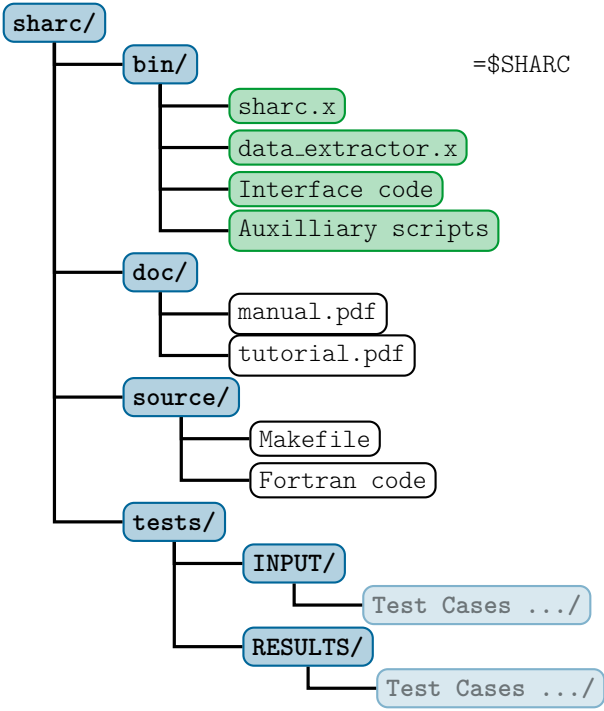 sharc/
bin/ =$SHARC
sharc.x
data_extractor.x
Interface code
Auxilliary scripts
doc/
manual.pdf
tutorial.pdf
source/
Makefile
Fortran code
tests/
INPUT/
Test Cases .../
RESULTS/
Test Cases .../